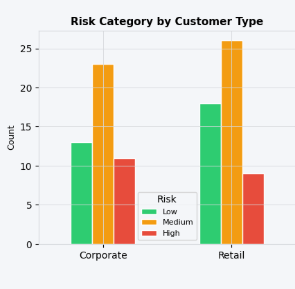 Risk Category by Customer Type
Count
25
20
15
10
5
0
Risk
Low
Medium
High
Corporate
Retail